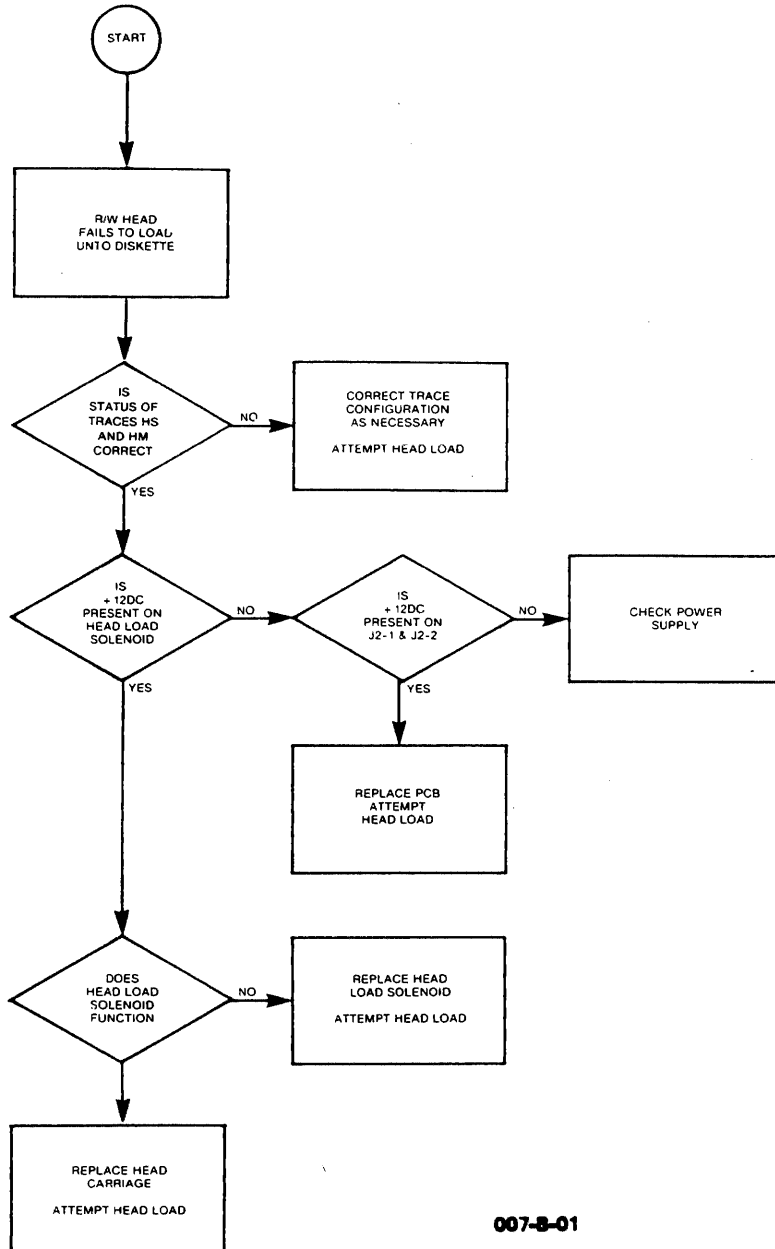 START
R/W HEAD
FAILS TO LOAD
UNTO DISKETTE
IS
STATUS OF
TRACES HS
AND HM
CORRECT
NO
CORRECT TRACE
CONFIGURATION
AS NECESSARY
ATTEMPT HEAD LOAD
YES
IS
+ 12DC
PRESENT ON
HEAD LOAD
SOLENOID
NO
IS
+ 12DC
PRESENT ON
J2-1 & J2-2
NO
CHECK POWER
SUPPLY
YES
YES
REPLACE PCB
ATTEMPT
HEAD LOAD
DOES
HEAD LOAD
SOLENOID
FUNCTION
NO
REPLACE HEAD
LOAD SOLENOID
ATTEMPT HEAD LOAD
REPLACE HEAD
CARRIAGE
ATTEMPT HEAD LOAD
007-B-01